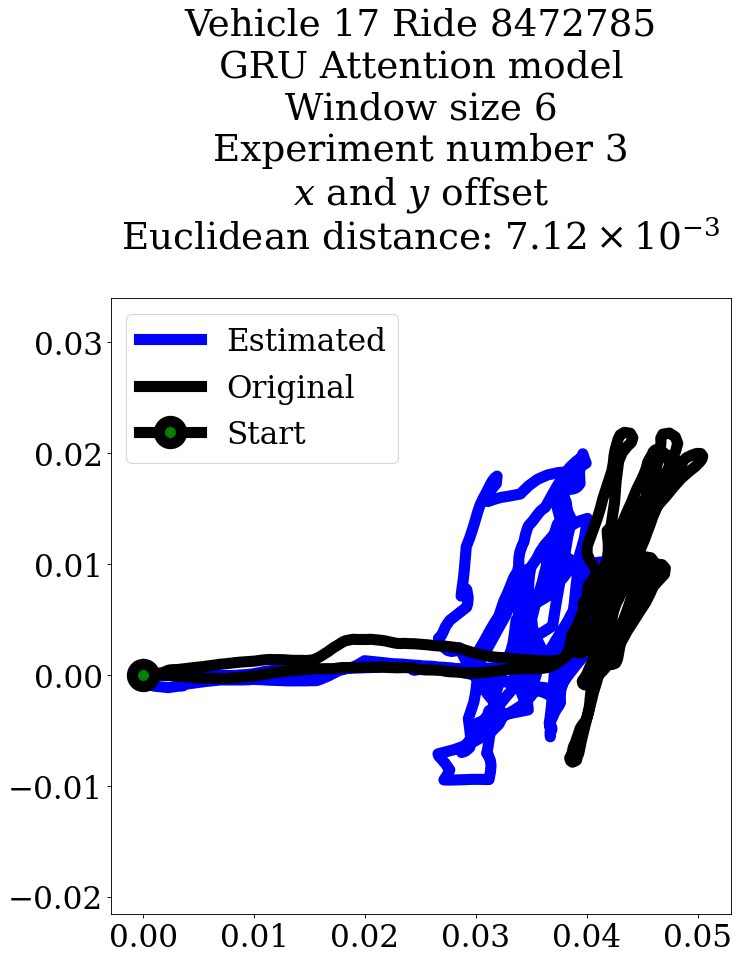 Vehicle 17 Ride 8472785
GRU Attention model
Window size 6
Experiment number 3
x and y offset
Euclidean distance: 7.12 × 10⁻³
Estimated
Original
Start
0.03
0.02
0.01
0.00
−0.01
−0.02
0.00 0.01 0.02 0.03 0.04 0.05